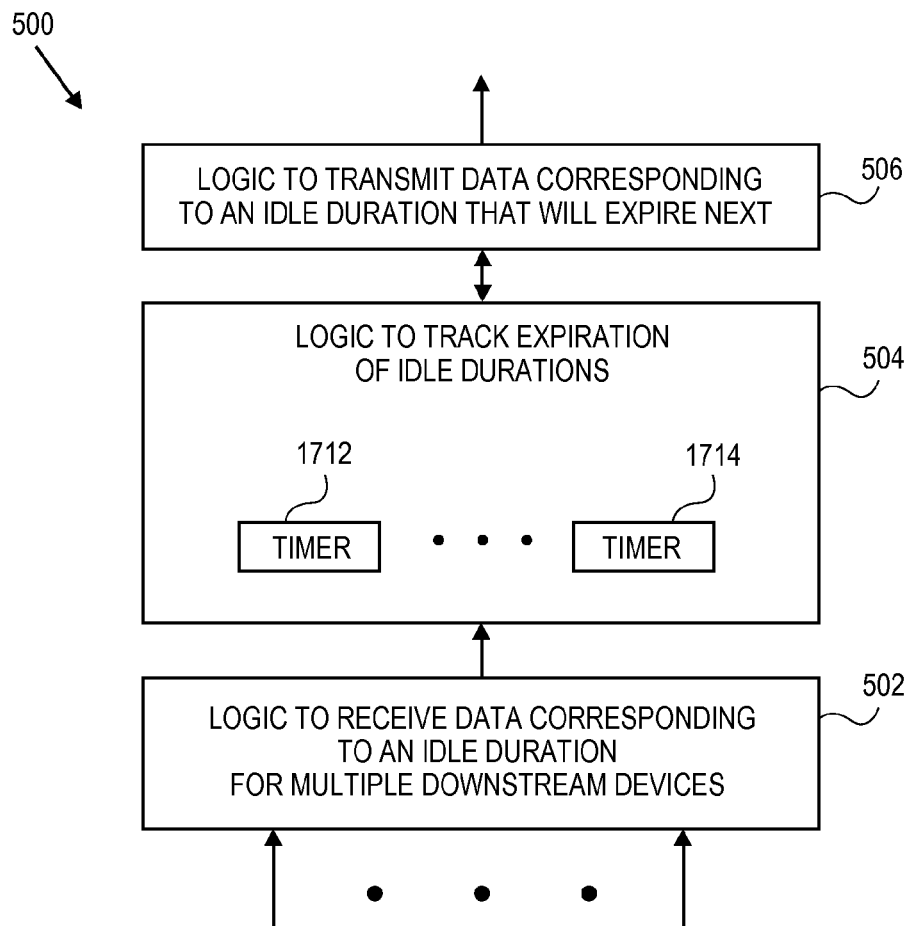 500
LOGIC TO TRANSMIT DATA CORRESPONDING
TO AN IDLE DURATION THAT WILL EXPIRE NEXT
506
LOGIC TO TRACK EXPIRATION
OF IDLE DURATIONS
504
1712
1714
TIMER
TIMER
502
LOGIC TO RECEIVE DATA CORRESPONDING
TO AN IDLE DURATION
FOR MULTIPLE DOWNSTREAM DEVICES